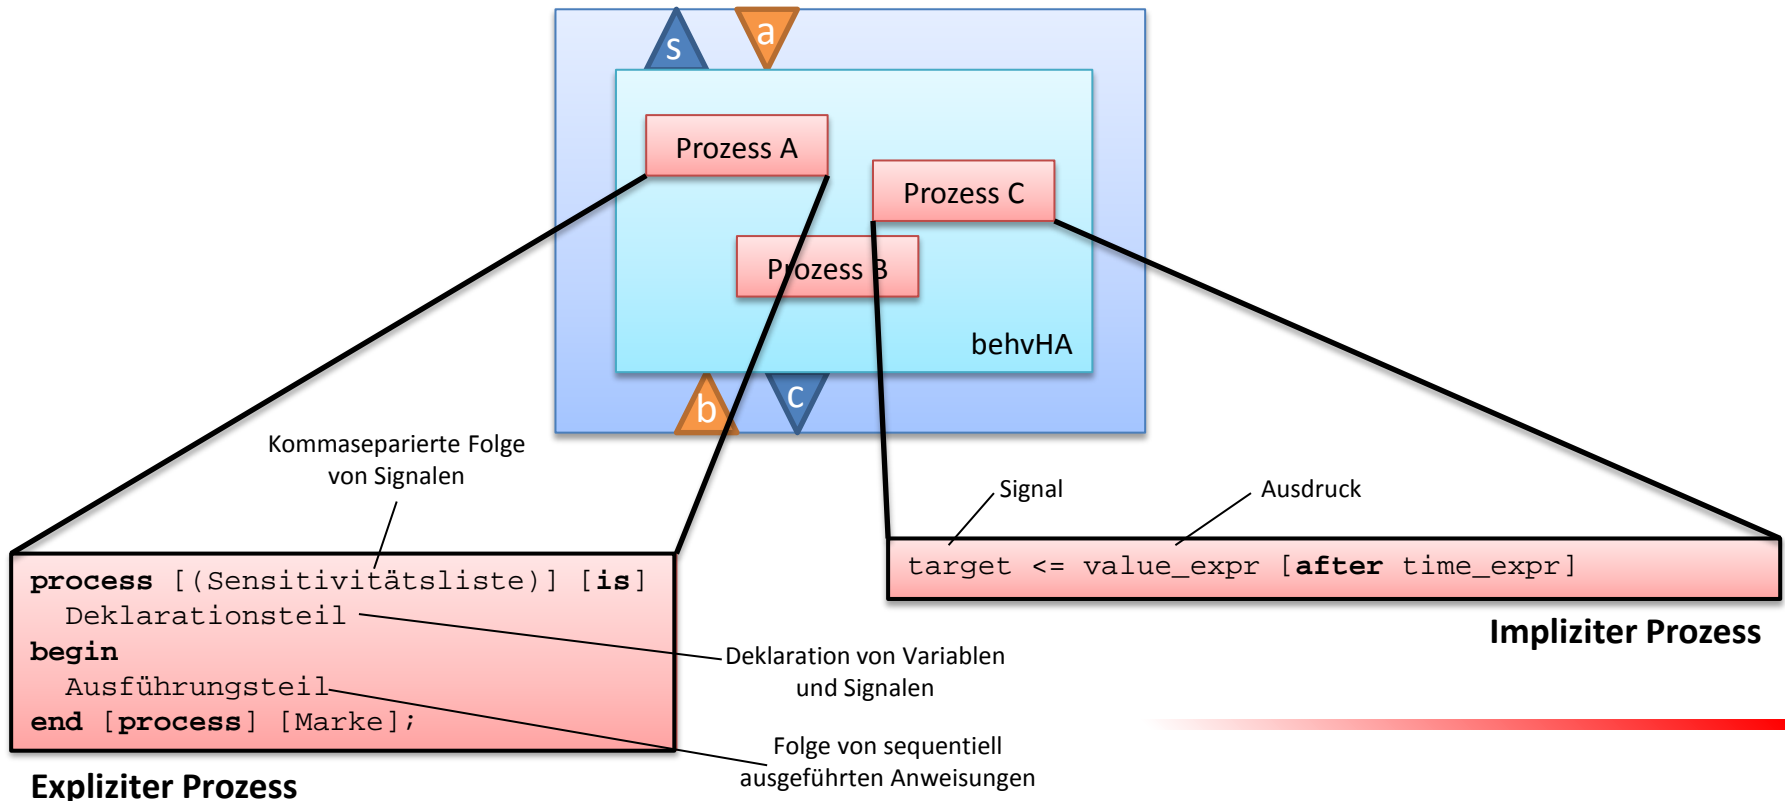 s
a
Prozess A
Prozess C
Prozess B
behvHA
b
c
Kommaseparierte Folge
von Signalen
Signal
Ausdruck
process [(Sensitivitätsliste)] [is]
Deklarationsteil
begin
Ausführungsteil
end [process] [Marke];
target <= value_expr [after time_expr]
Impliziter Prozess
Deklaration von Variablen
und Signalen
Folge von sequentiell
ausgeführten Anweisungen
Expliziter Prozess